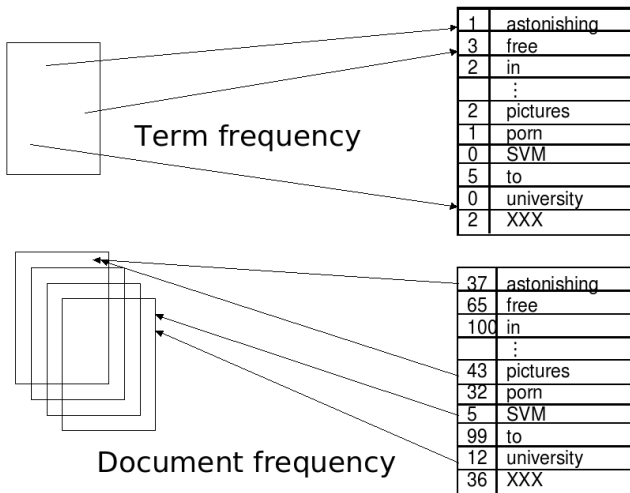 1 astonishing
3 free
2 in
⋮
2 pictures
1 porn
0 SVM
5 to
0 university
2 XXX
Term frequency
37 astonishing
65 free
100 in
⋮
43 pictures
32 porn
5 SVM
99 to
12 university
36 XXX
Document frequency